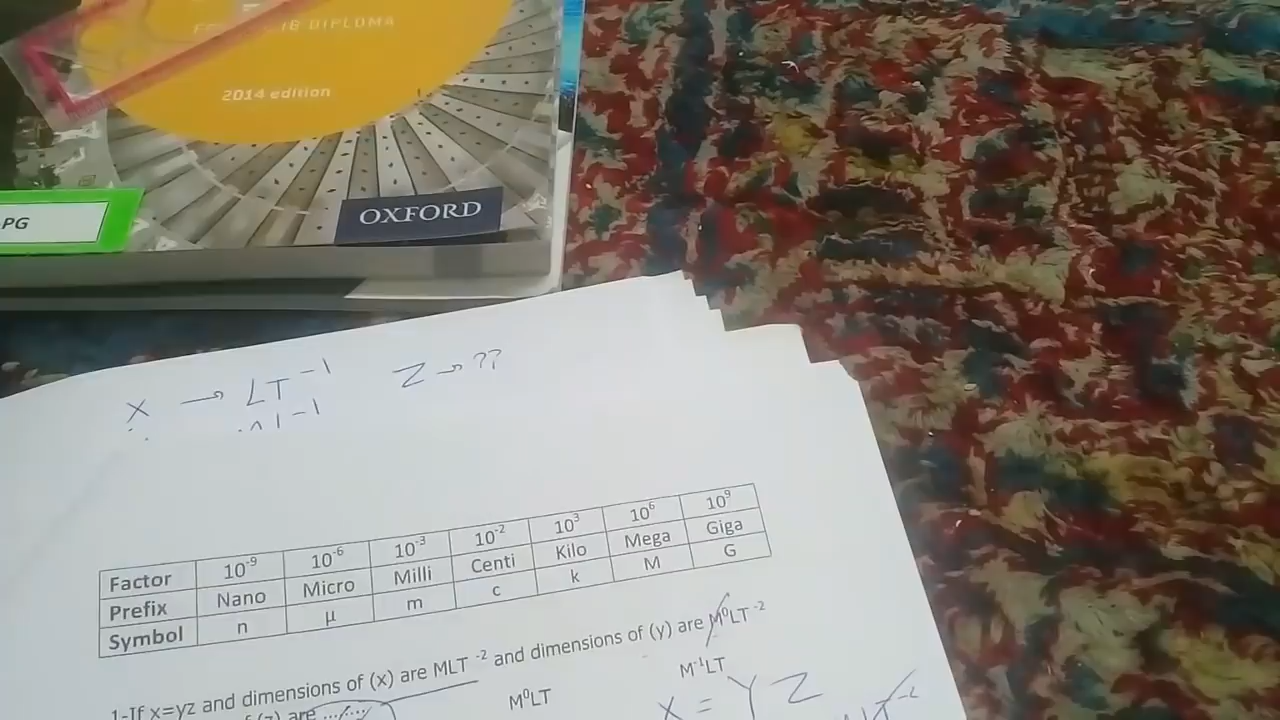 IB DIPLOMA
2014 edition
-PG
OXFORD
X → LT⁻¹ Z → ??
Factor 10⁻⁹ 10⁻⁶ 10⁻³ 10⁻² 10³ 10⁶ 10⁹
Prefix Nano Micro Milli Centi Kilo Mega Giga
Symbol n μ m c k M G
1-If x=yz and dimensions of (x) are MLT ⁻² and dimensions of (y) are M⁰LT ⁻²
(z) are
M⁰LT
M⁻¹LT
X = Y Z